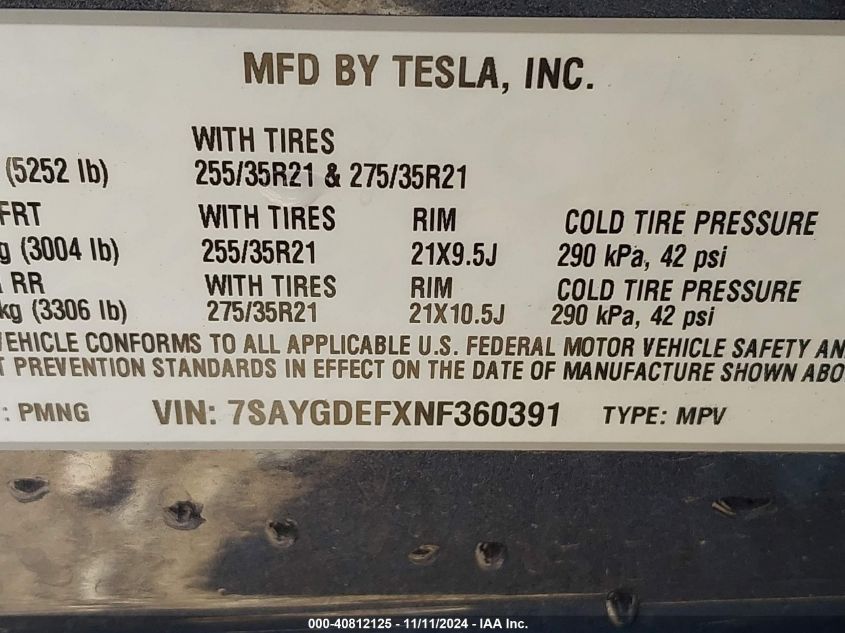 MFD BY TESLA, INC.
WITH TIRES
(5252 lb) 255/35R21 & 275/35R21
FRT WITH TIRES RIM COLD TIRE PRESSURE
g (3004 lb) 255/35R21 21X9.5J 290 kPa, 42 psi
RR WITH TIRES RIM COLD TIRE PRESSURE
kg (3306 lb) 275/35R21 21X10.5J 290 kPa, 42 psi
VEHICLE CONFORMS TO ALL APPLICABLE U.S. FEDERAL MOTOR VEHICLE SAFETY AN
T PREVENTION STANDARDS IN EFFECT ON THE DATE OF MANUFACTURE SHOWN ABO
: PMNG VIN: 7SAYGDEFXNF360391 TYPE: MPV
000-40812125 - 11/11/2024 - IAA Inc.